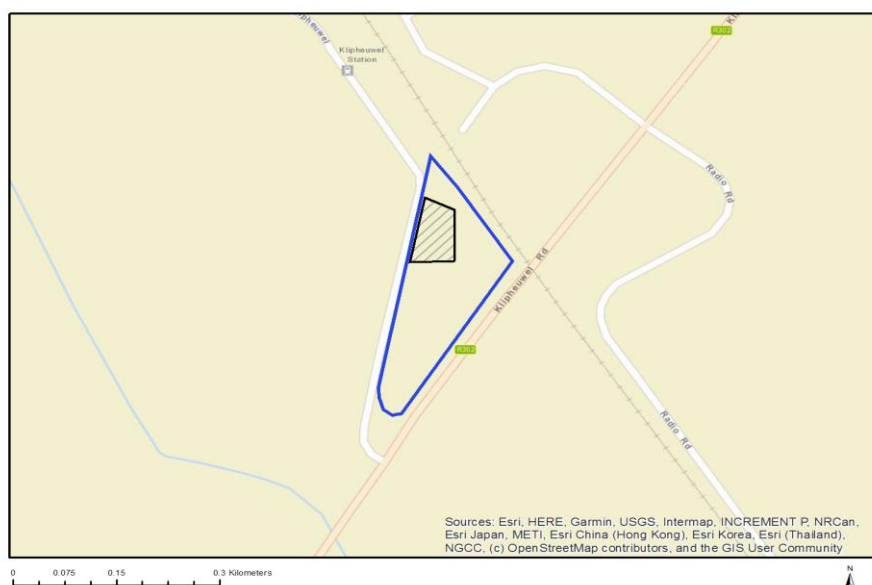 Klipheuwel
Klipheuwel
Station
R302
Kl
Radio Rd
Klipheuwel Rd
R302
Radio Rd
Sources: Esri, HERE, Garmin, USGS, Intermap, INCREMENT P, NRCan,
Esri Japan, METI, Esri China (Hong Kong), Esri Korea, Esri (Thailand),
NGCC, (c) OpenStreetMap contributors, and the GIS User Community
0 0.075 0.15 0.3 Kilometers
N